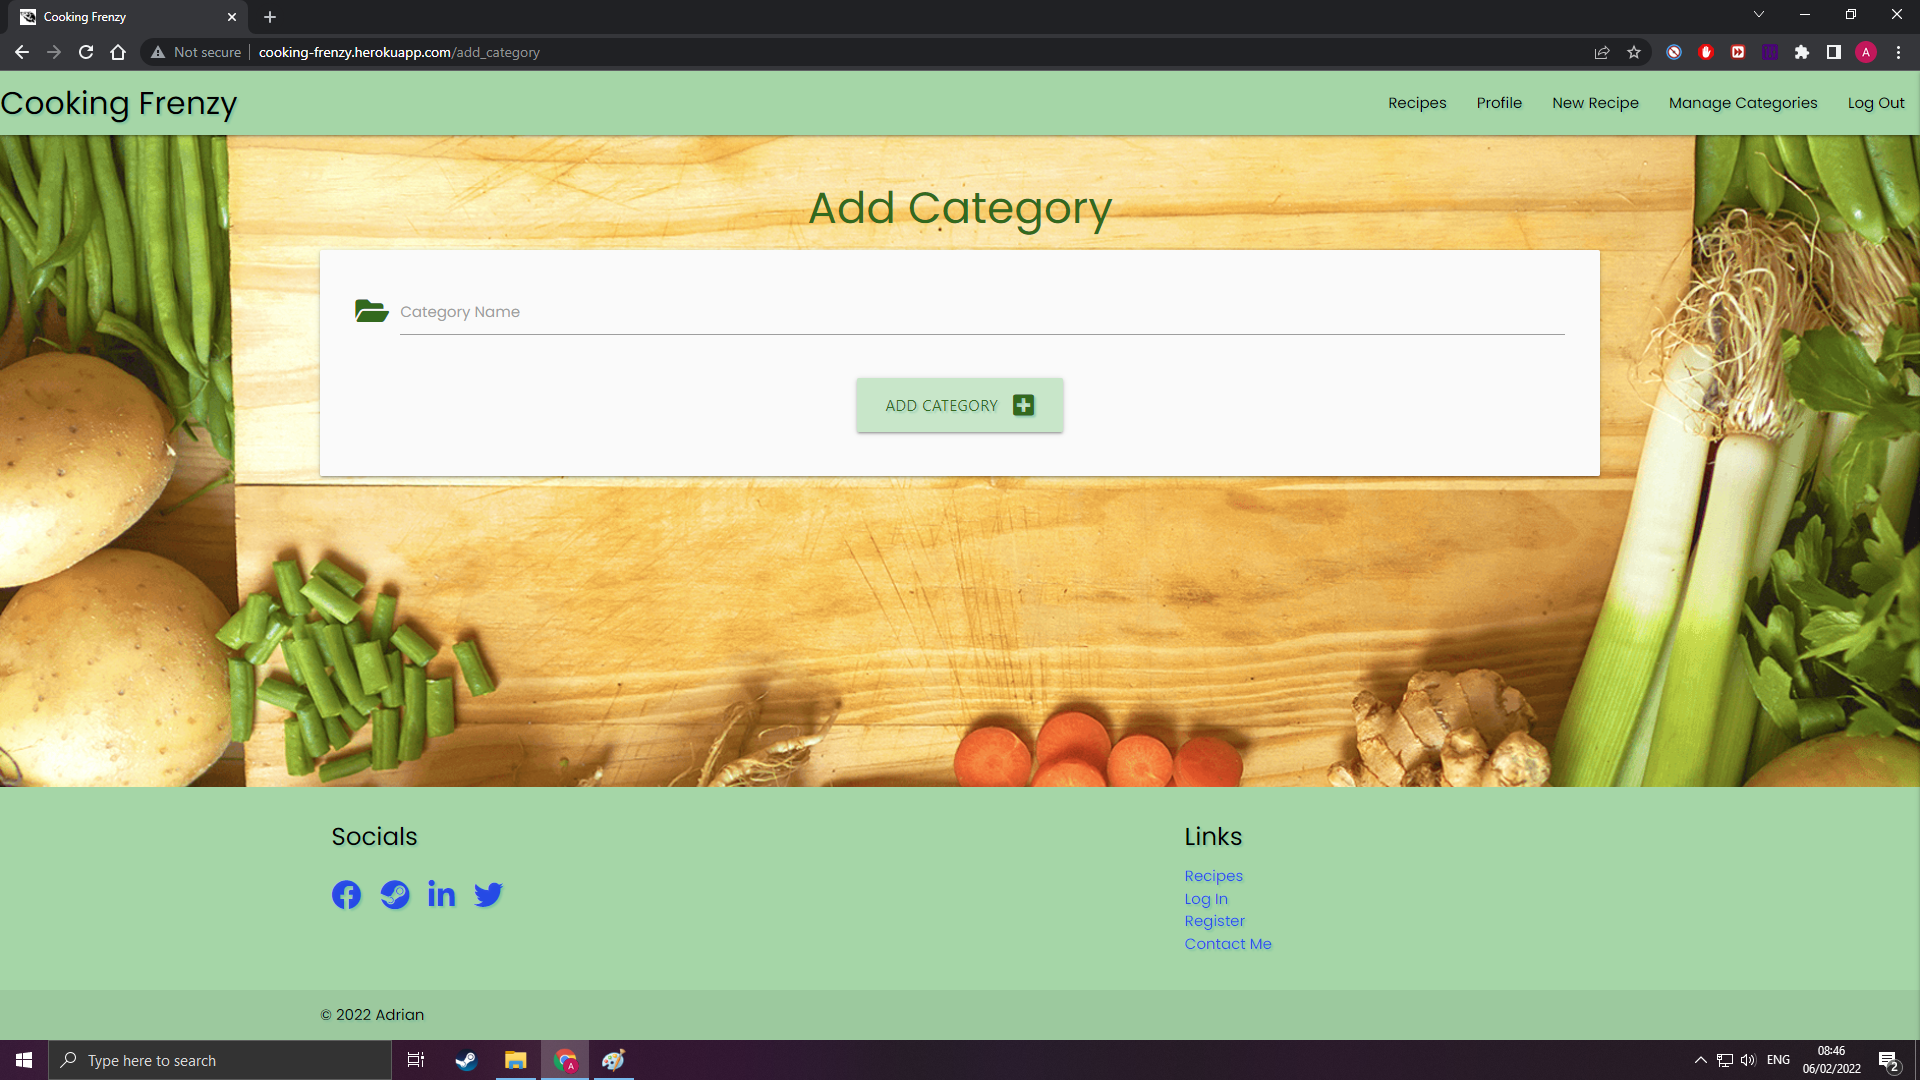 Cooking Frenzy
Not secure
cooking-frenzy.herokuapp.com/add_category
A
Cooking Frenzy
Recipes
Profile
New Recipe
Manage Categories
Log Out
Add Category
Category Name
ADD CATEGORY
Socials
Links
Recipes
Log In
Register
Contact Me
© 2022 Adrian
Type here to search
A
ENG
08:46
06/02/2022
2